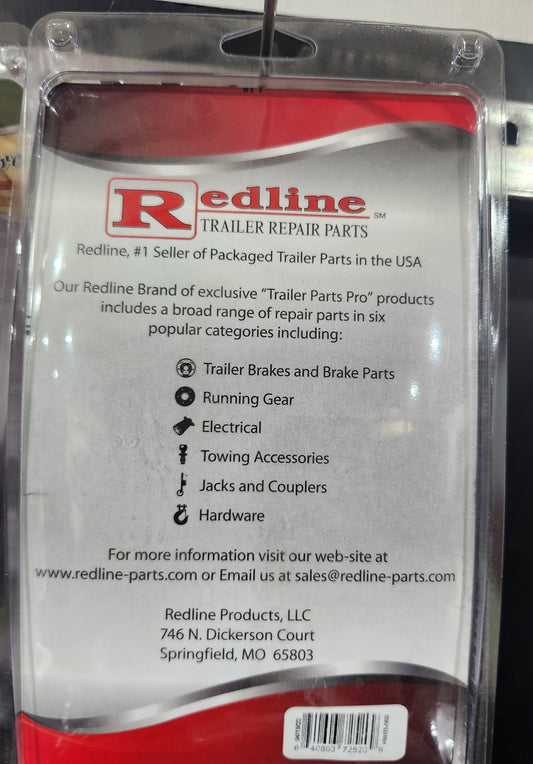 Redline SM
TRAILER REPAIR PARTS
Redline, #1 Seller of Packaged Trailer Parts in the USA
Our Redline Brand of exclusive “Trailer Parts Pro” products
includes a broad range of repair parts in six
popular categories including:
Trailer Brakes and Brake Parts
Running Gear
Electrical
Towing Accessories
Jacks and Couplers
Hardware
For more information visit our web-site at
www.redline-parts.com or Email us at sales@redline-parts.com
Redline Products, LLC
746 N. Dickerson Court
Springfield, MO 65803
6 40803 72520